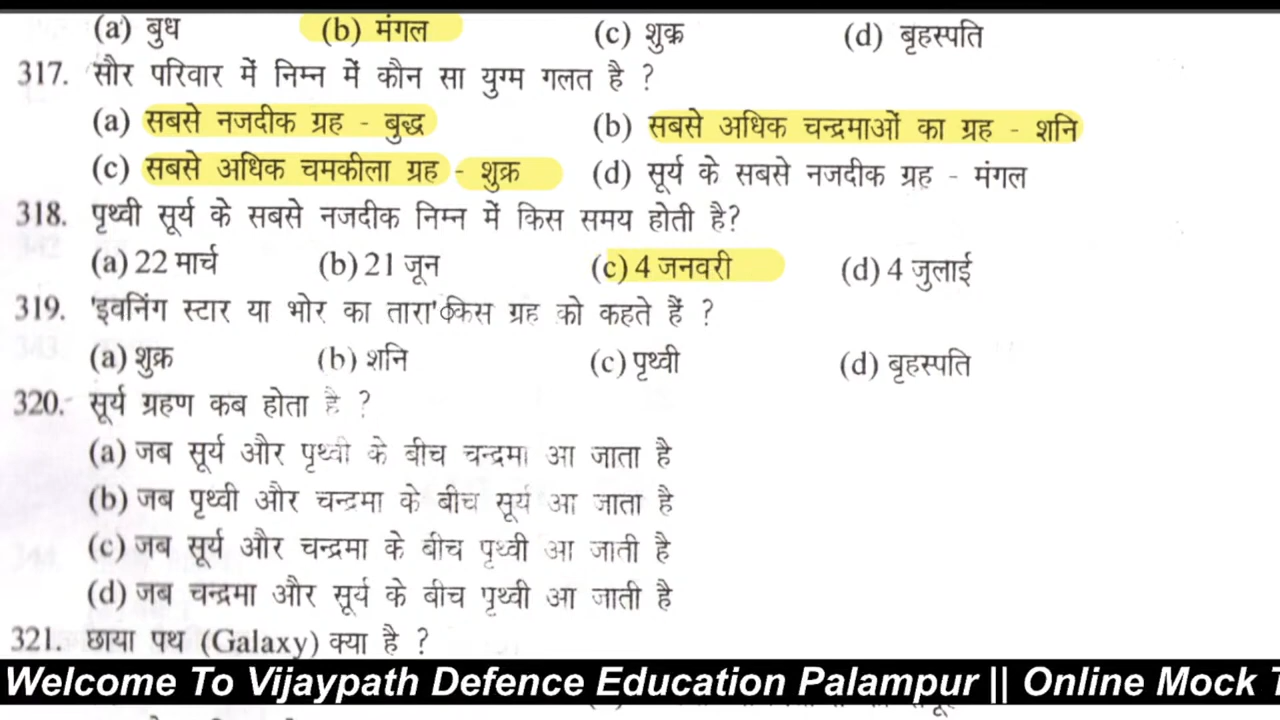 (a) बुध (b) मंगल (c) शुक्र (d) बृहस्पति
317. सौर परिवार में निम्न में कौन सा युग्म गलत है ?
(a) सबसे नजदीक ग्रह - बुद्ध (b) सबसे अधिक चन्द्रमाओं का ग्रह - शनि
(c) सबसे अधिक चमकीला ग्रह - शुक्र (d) सूर्य के सबसे नजदीक ग्रह - मंगल
318. पृथ्वी सूर्य के सबसे नजदीक निम्न में किस समय होती है?
(a) 22 मार्च (b) 21 जून (c) 4 जनवरी (d) 4 जुलाई
319. 'इवनिंग स्टार या भोर का तारा' किस ग्रह को कहते हैं ?
(a) शुक्र (b) शनि (c) पृथ्वी (d) बृहस्पति
320. सूर्य ग्रहण कब होता है ?
(a) जब सूर्य और पृथ्वी के बीच चन्द्रमा आ जाता है
(b) जब पृथ्वी और चन्द्रमा के बीच सूर्य आ जाता है
(c) जब सूर्य और चन्द्रमा के बीच पृथ्वी आ जाती है
(d) जब चन्द्रमा और सूर्य के बीच पृथ्वी आ जाती है
321. छाया पथ (Galaxy) क्या है ?
Welcome To Vijaypath Defence Education Palampur || Online Mock